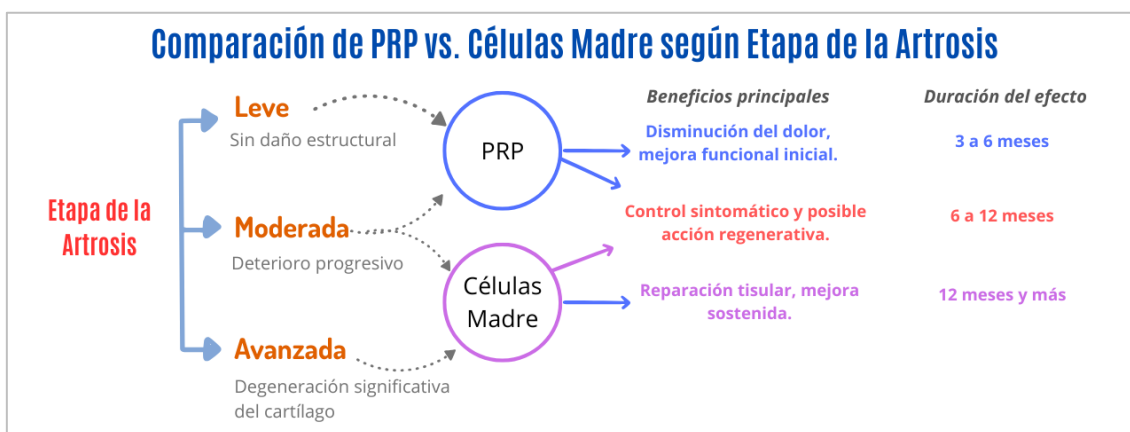 Comparación de PRP vs. Células Madre según Etapa de la Artrosis
Etapa de la
Artrosis
Leve
Sin daño estructural
Moderada
Deterioro progresivo
Avanzada
Degeneración significativa
del cartílago
PRP
Células
Madre
Beneficios principales
Duración del efecto
Disminución del dolor,
mejora funcional inicial.
3 a 6 meses
Control sintomático y posible
acción regenerativa.
6 a 12 meses
Reparación tisular, mejora
sostenida.
12 meses y más